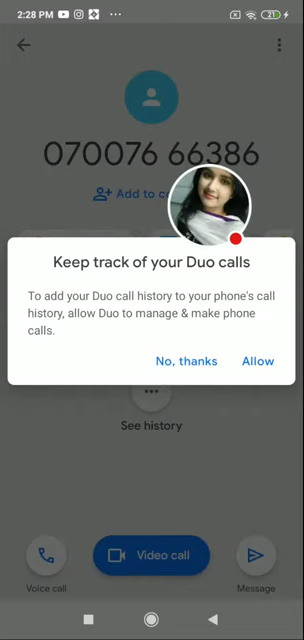 2:28 PM
21
070076 66386
Add to co
Keep track of your Duo calls
To add your Duo call history to your phone's call
history, allow Duo to manage & make phone
calls.
No, thanks
Allow
See history
Video call
Voice call
Message